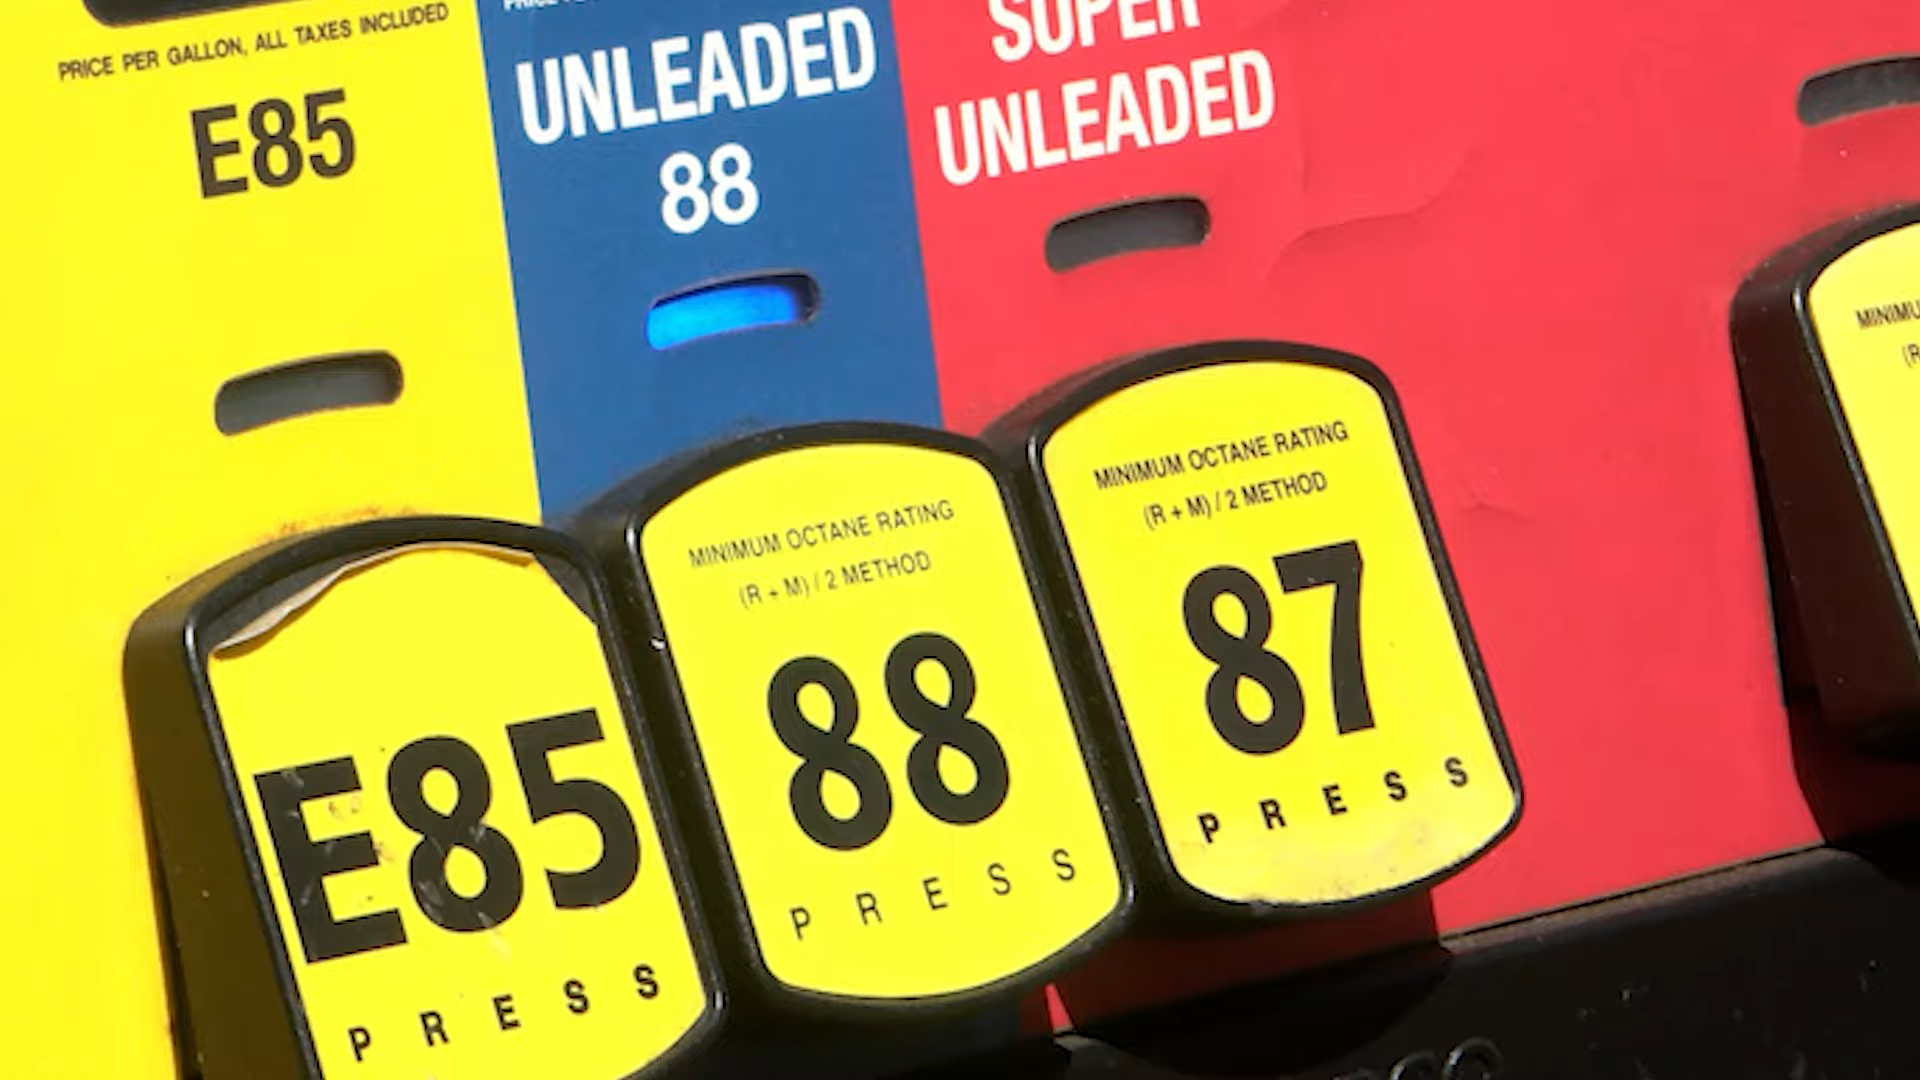 PRICE PER GALLON, ALL TAXES INCLUDED
E85
UNLEADED
88
SUPER
UNLEADED
E85
PRESS
MINIMUM OCTANE RATING
(R + M) / 2 METHOD
88
PRESS
MINIMUM OCTANE RATING
(R + M) / 2 METHOD
87
PRESS